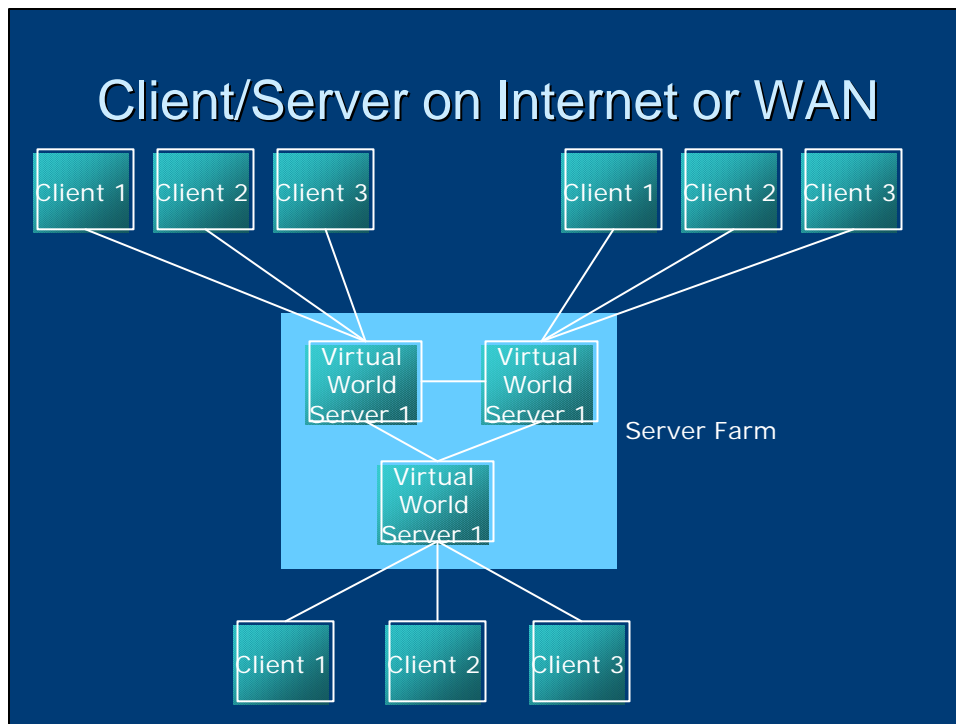 Client/Server on Internet or WAN
Client 1
Client 2
Client 3
Client 1
Client 2
Client 3
Virtual
World
Server 1
Virtual
World
Server 1
Server Farm
Virtual
World
Server 1
Client 1
Client 2
Client 3